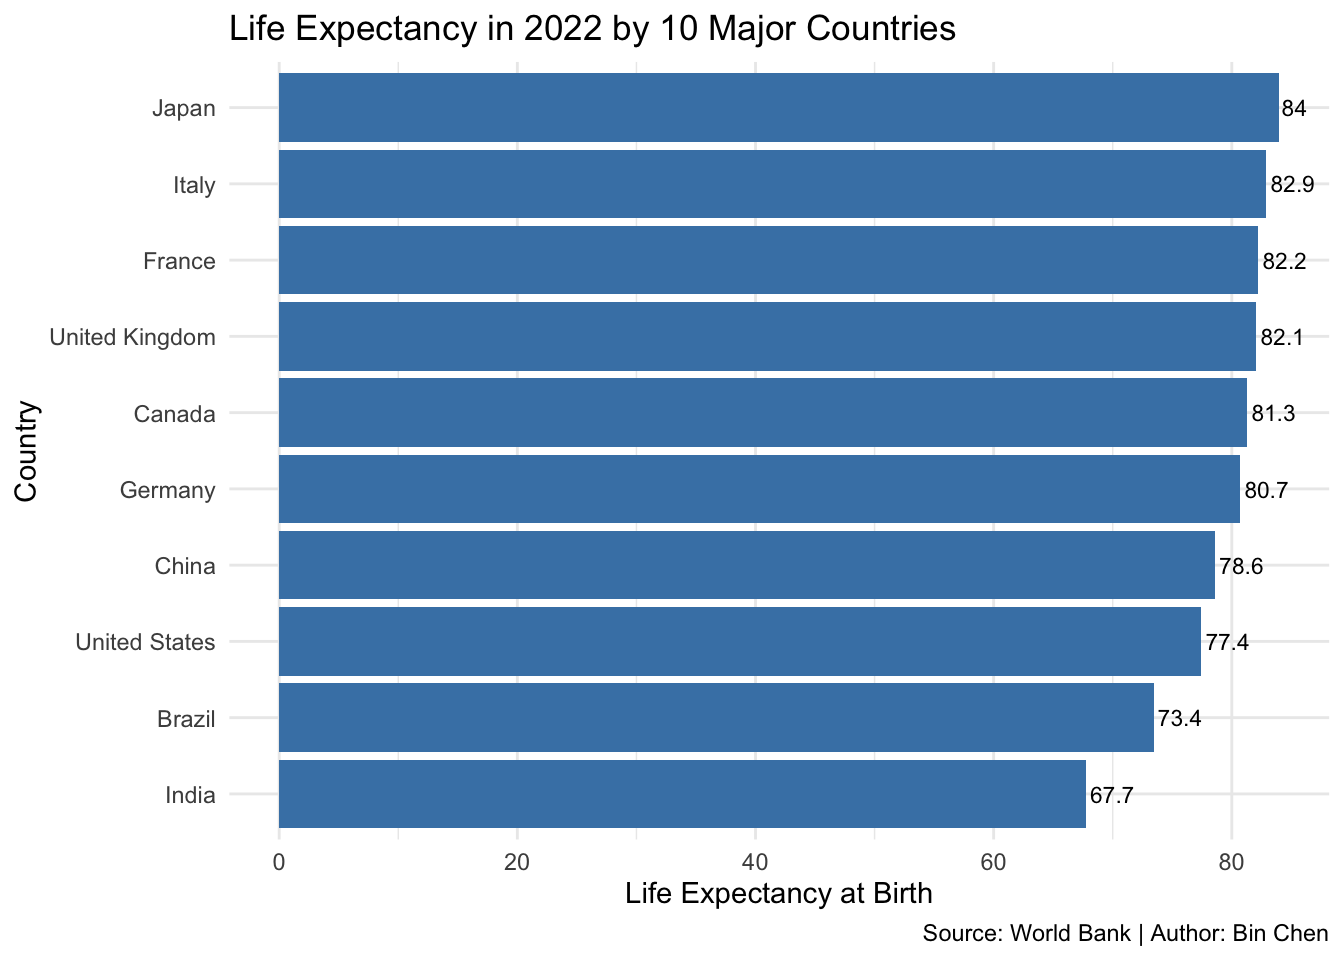 Life Expectancy in 2022 by 10 Major Countries
Country
Japan 84
Italy 82.9
France 82.2
United Kingdom 82.1
Canada 81.3
Germany 80.7
China 78.6
United States 77.4
Brazil 73.4
India 67.7
0 20 40 60 80
Life Expectancy at Birth
Source: World Bank | Author: Bin Chen